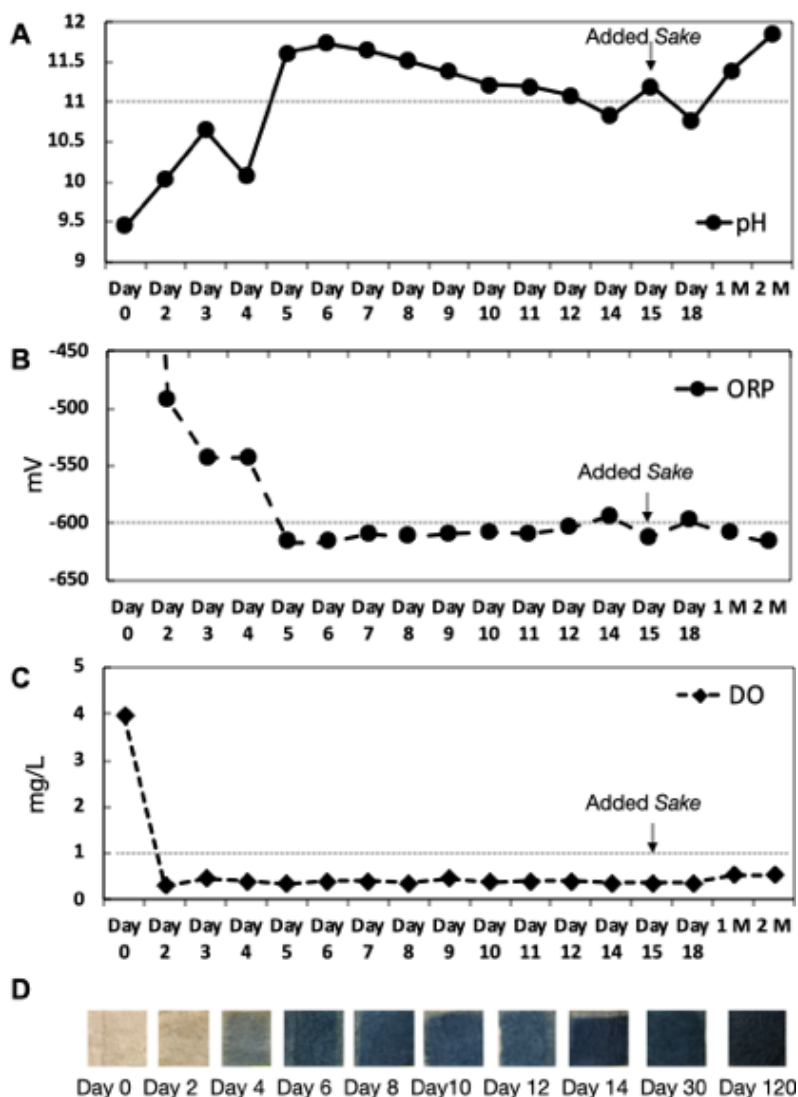 A
12
11.5
11
10.5
10
9.5
9
Added Sake
pH
Day Day Day Day Day Day Day Day Day Day Day Day Day Day Day 1 M 2 M
0 2 3 4 5 6 7 8 9 10 11 12 14 15 18
B
-450
-500
-550
-600
-650
mV
ORP
Added Sake
Day Day Day Day Day Day Day Day Day Day Day Day Day Day Day 1 M 2 M
0 2 3 4 5 6 7 8 9 10 11 12 14 15 18
C
5
4
3
2
1
0
mg/L
DO
Added Sake
Day Day Day Day Day Day Day Day Day Day Day Day Day Day Day 1 M 2 M
0 2 3 4 5 6 7 8 9 10 11 12 14 15 18
D
Day 0 Day 2 Day 4 Day 6 Day 8 Day10 Day 12 Day 14 Day 30 Day 120